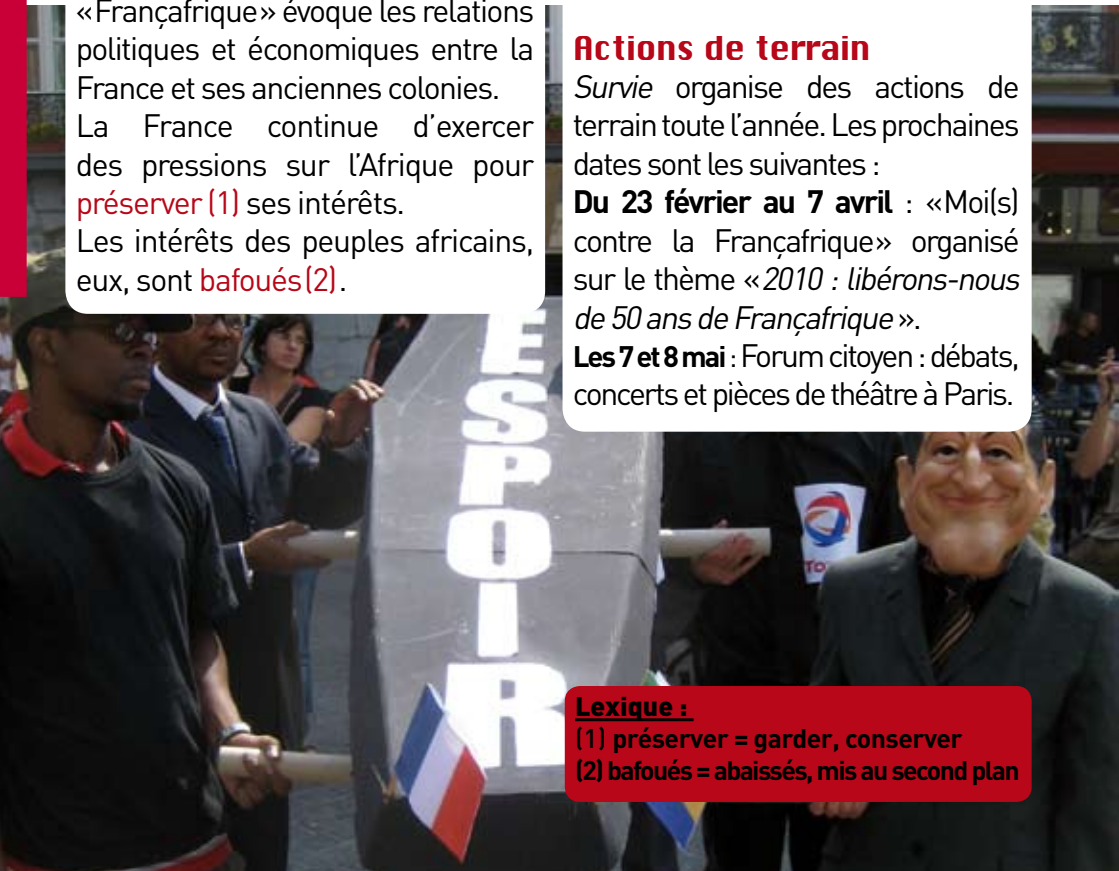 «Françafrique» évoque les relations
politiques et économiques entre la
France et ses anciennes colonies.
La France continue d'exercer
des pressions sur l'Afrique pour
préserver (1) ses intérêts.
Les intérêts des peuples africains,
eux, sont bafoués (2).
Actions de terrain
Survie organise des actions de
terrain toute l'année. Les prochaines
dates sont les suivantes :
Du 23 février au 7 avril : «Moi(s)
contre la Françafrique» organisé
sur le thème «2010 : libérons-nous
de 50 ans de Françafrique».
Les 7 et 8 mai : Forum citoyen : débats,
concerts et pièces de théâtre à Paris.
ESPOIR
Lexique :
(1) préserver = garder, conserver
(2) bafoués = abaissés, mis au second plan